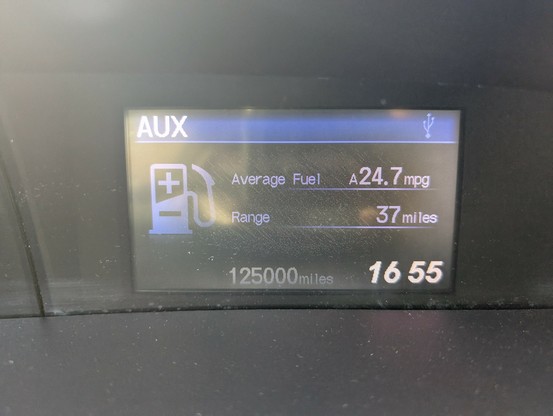 AUX
Average Fuel A24.7mpg
Range 37miles
125000miles 16 55